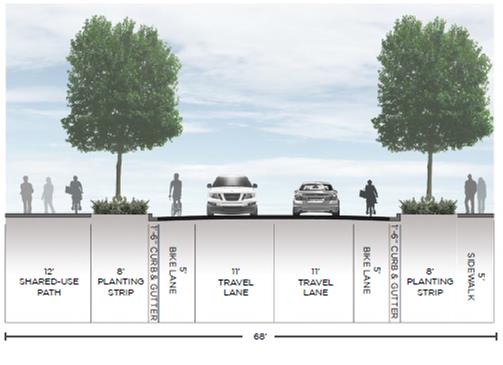 12'
SHARED-USE
PATH
8'
PLANTING
STRIP
1'-6" CURB & GUTTER
5'
BIKE LANE
11'
TRAVEL
LANE
11'
TRAVEL
LANE
5'
BIKE LANE
1'-6" CURB & GUTTER
8'
PLANTING
STRIP
5'
SIDEWALK
68'